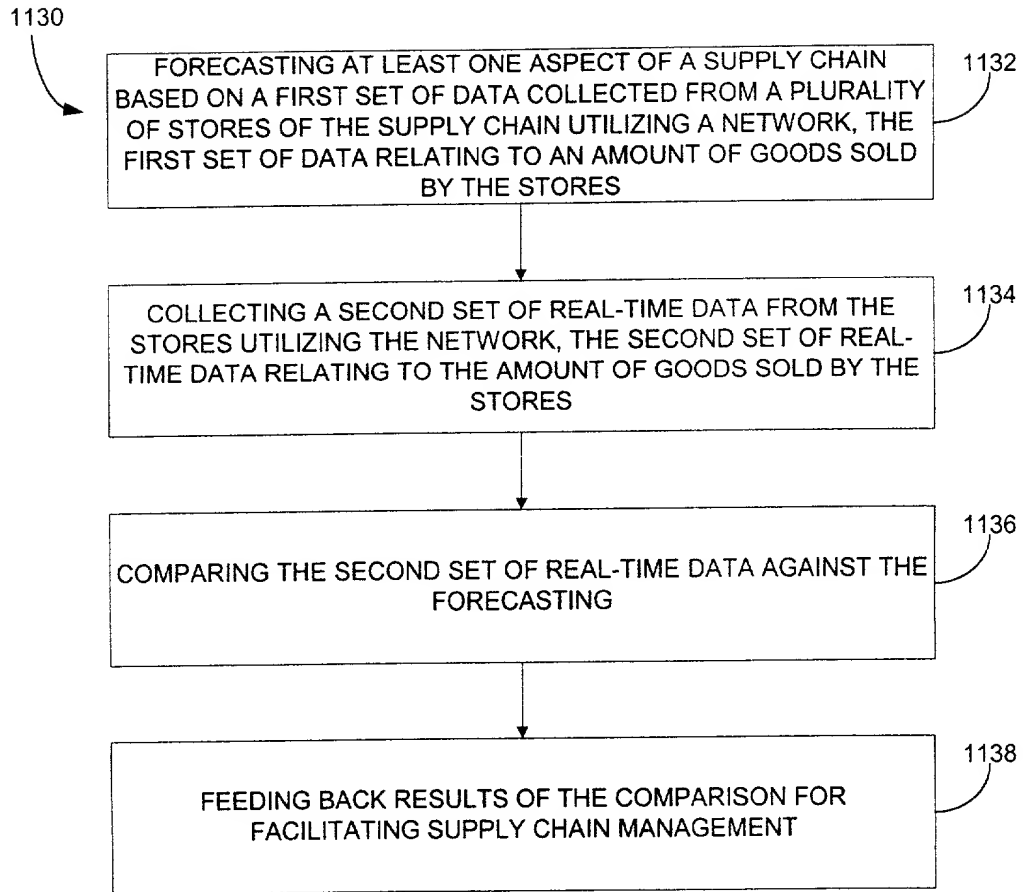 1130
FORECASTING AT LEAST ONE ASPECT OF A SUPPLY CHAIN
BASED ON A FIRST SET OF DATA COLLECTED FROM A PLURALITY
OF STORES OF THE SUPPLY CHAIN UTILIZING A NETWORK, THE
FIRST SET OF DATA RELATING TO AN AMOUNT OF GOODS SOLD
BY THE STORES
1132
COLLECTING A SECOND SET OF REAL-TIME DATA FROM THE
STORES UTILIZING THE NETWORK, THE SECOND SET OF REAL-
TIME DATA RELATING TO THE AMOUNT OF GOODS SOLD BY THE
STORES
1134
COMPARING THE SECOND SET OF REAL-TIME DATA AGAINST THE
FORECASTING
1136
FEEDING BACK RESULTS OF THE COMPARISON FOR
FACILITATING SUPPLY CHAIN MANAGEMENT
1138